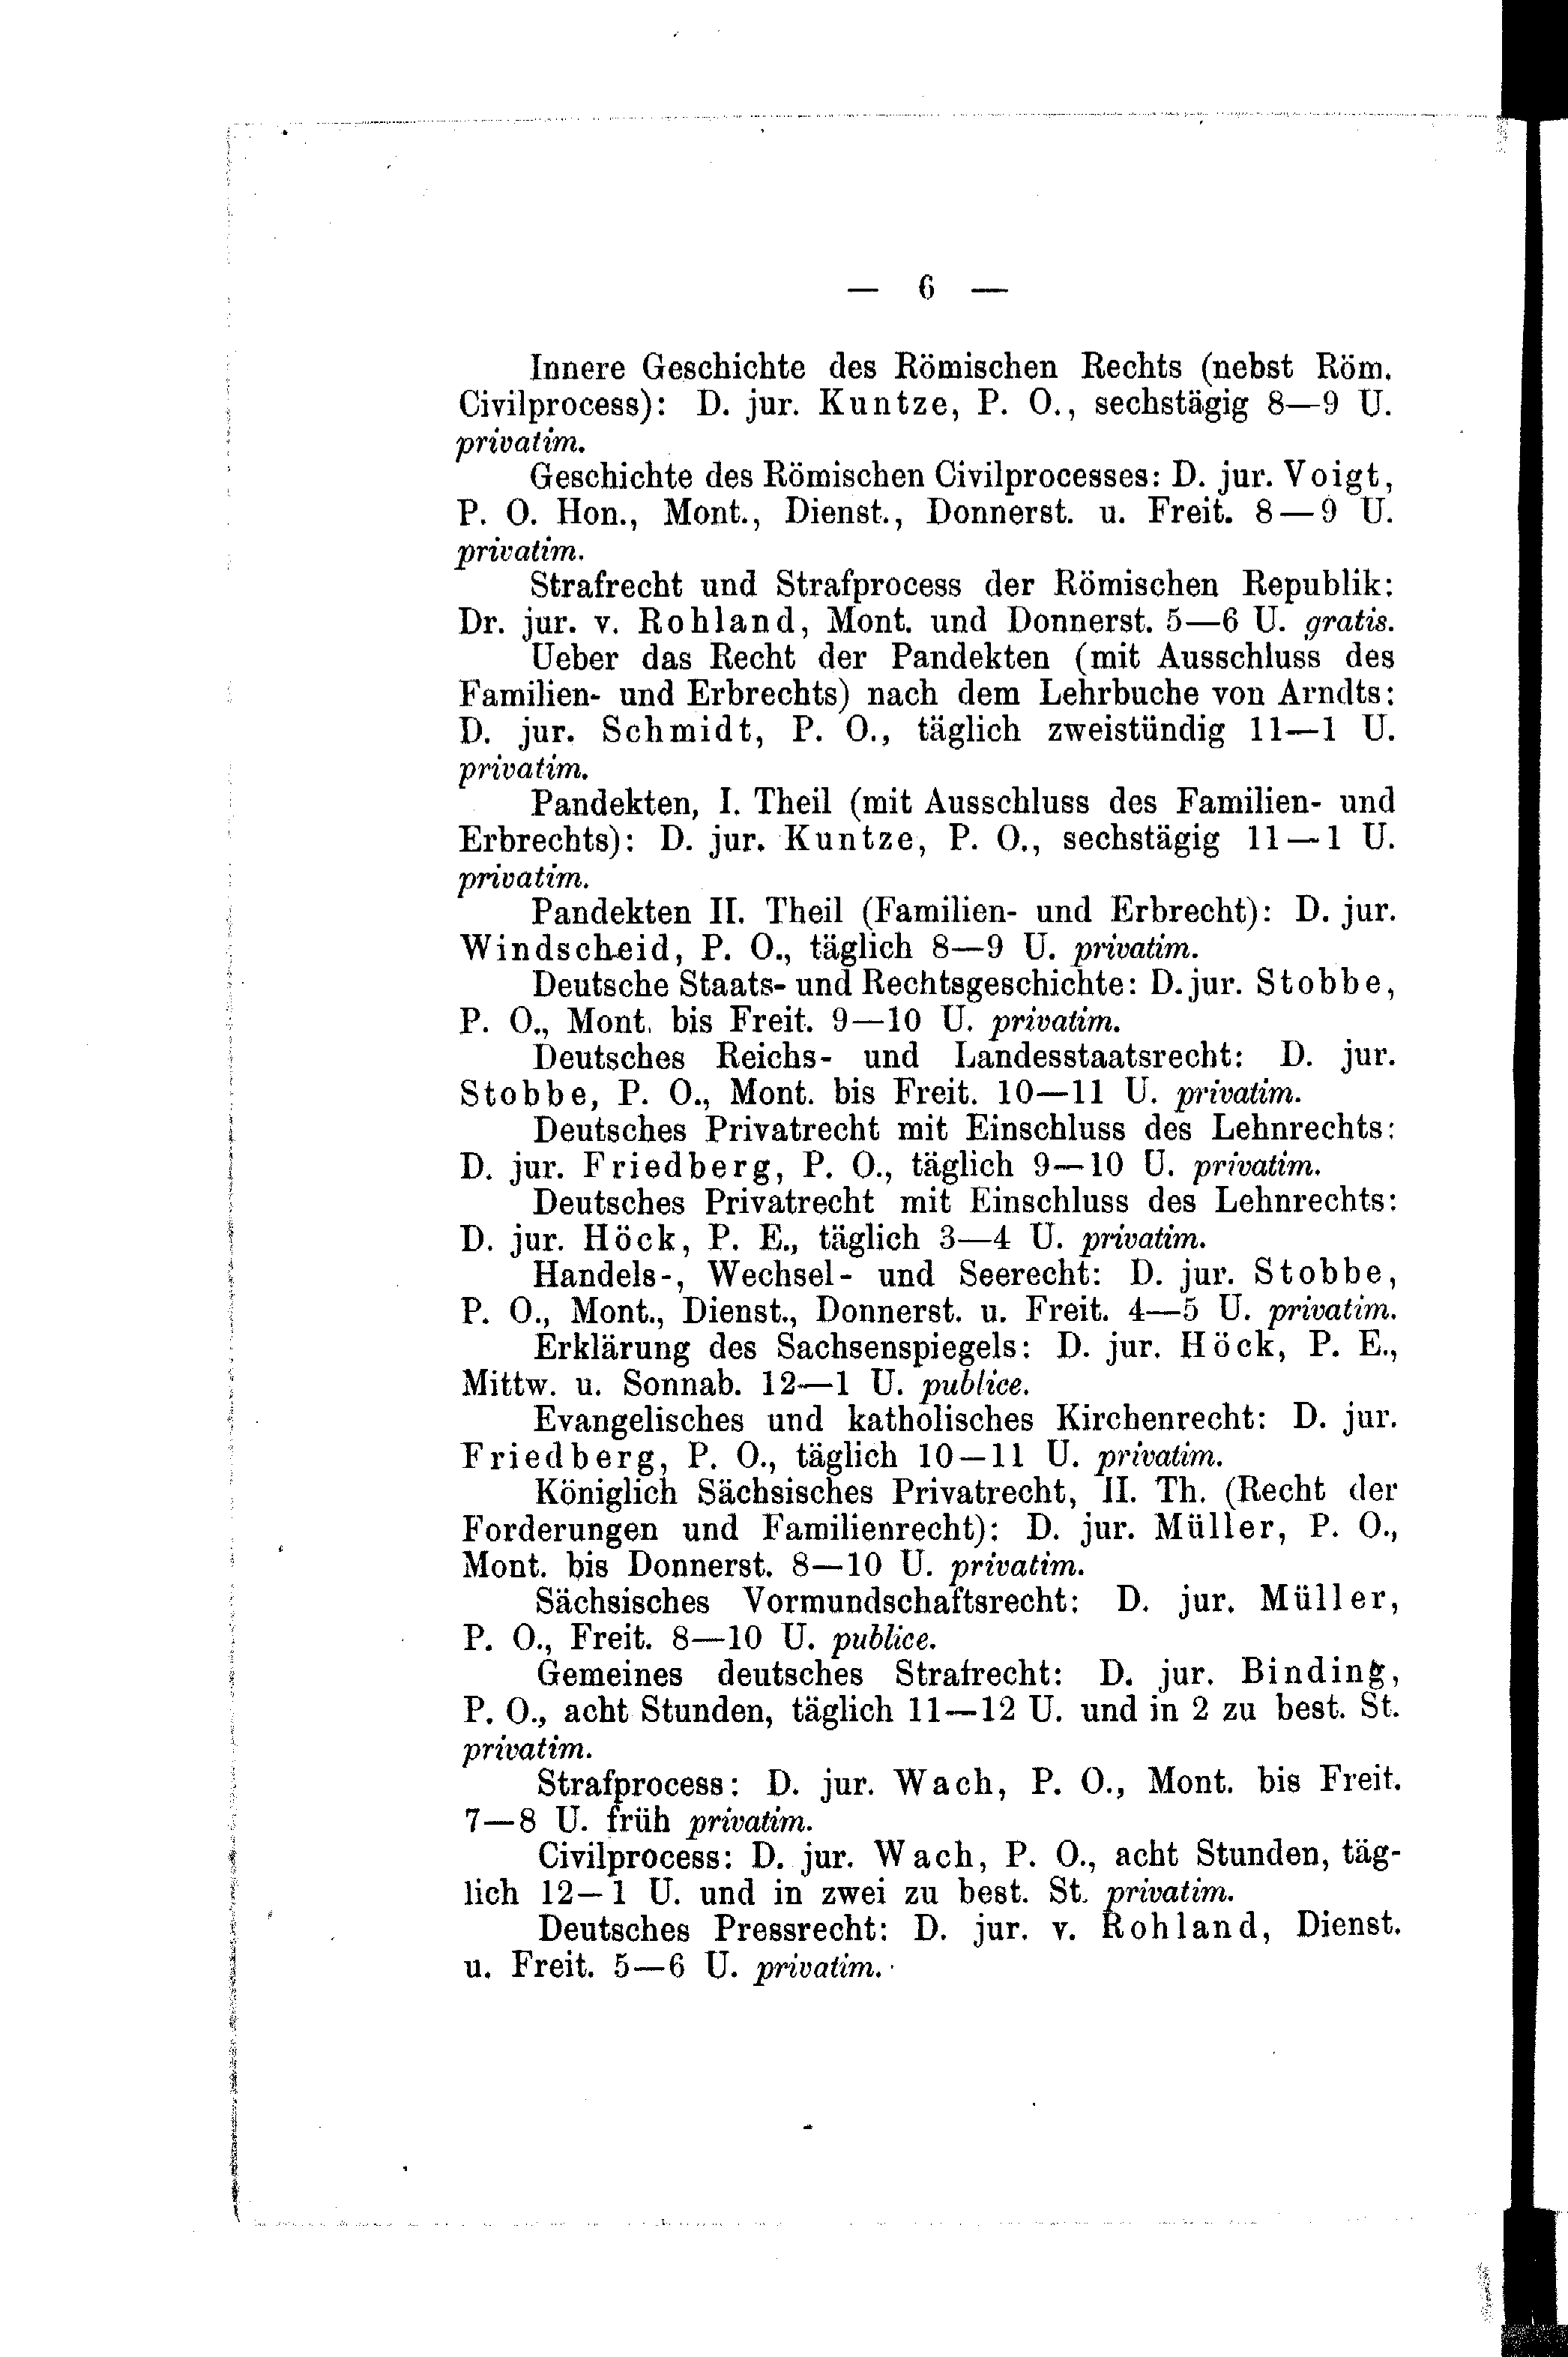 — 6 —
Innere Geschichte des Römischen Rechts (nebst Röm.
Civilprocess): D. jur. Kuntze, P. O., sechstägig 8—9 U.
privatim.
Geschichte des Römischen Civilprocesses: D. jur. Voigt,
P. O. Hon., Mont., Dienst., Donnerst. u. Freit. 8—9 U.
privatim.
Strafrecht und Strafprocess der Römischen Republik:
Dr. jur. v. Rohland, Mont. und Donnerst. 5—6 U. gratis.
Ueber das Recht der Pandekten (mit Ausschluss des
Familien- und Erbrechts) nach dem Lehrbuche von Arndts:
D. jur. Schmidt, P. O., täglich zweistündig 11—1 U.
privatim.
Pandekten, I. Theil (mit Ausschluss des Familien- und
Erbrechts): D. jur. Kuntze, P. O., sechstägig 11—1 U.
privatim.
Pandekten II. Theil (Familien- und Erbrecht): D. jur.
Windscheid, P. O., täglich 8—9 U. privatim.
Deutsche Staats- und Rechtsgeschichte: D. jur. Stobbe,
P. O., Mont. bis Freit. 9—10 U. privatim.
Deutsches Reichs- und Landesstaatsrecht: D. jur.
Stobbe, P. O., Mont. bis Freit. 10—11 U. privatim.
Deutsches Privatrecht mit Einschluss des Lehnrechts:
D. jur. Friedberg, P. O., täglich 9—10 U. privatim.
Deutsches Privatrecht mit Einschluss des Lehnrechts:
D. jur. Höck, P. E., täglich 3—4 U. privatim.
Handels-, Wechsel- und Seerecht: D. jur. Stobbe,
P. O., Mont., Dienst., Donnerst. u. Freit. 4—5 U. privatim.
Erklärung des Sachsenspiegels: D. jur. Höck, P. E.,
Mittw. u. Sonnab. 12—1 U. publice.
Evangelisches und katholisches Kirchenrecht: D. jur.
Friedberg, P. O., täglich 10—11 U. privatim.
Königlich Sächsisches Privatrecht, II. Th. (Recht der
Forderungen und Familienrecht): D. jur. Müller, P. O.,
Mont. bis Donnerst. 8—10 U. privatim.
Sächsisches Vormundschaftsrecht: D. jur. Müller,
P. O., Freit. 8—10 U. publice.
Gemeines deutsches Strafrecht: D. jur. Binding,
P. O., acht Stunden, täglich 11—12 U. und in 2 zu best. St.
privatim.
Strafprocess: D. jur. Wach, P. O., Mont. bis Freit.
7—8 U. früh privatim.
Civilprocess: D. jur. Wach, P. O., acht Stunden, täg-
lich 12—1 U. und in zwei zu best. St. privatim.
Deutsches Pressrecht: D. jur. v. Rohland, Dienst.
u. Freit. 5—6 U. privatim.